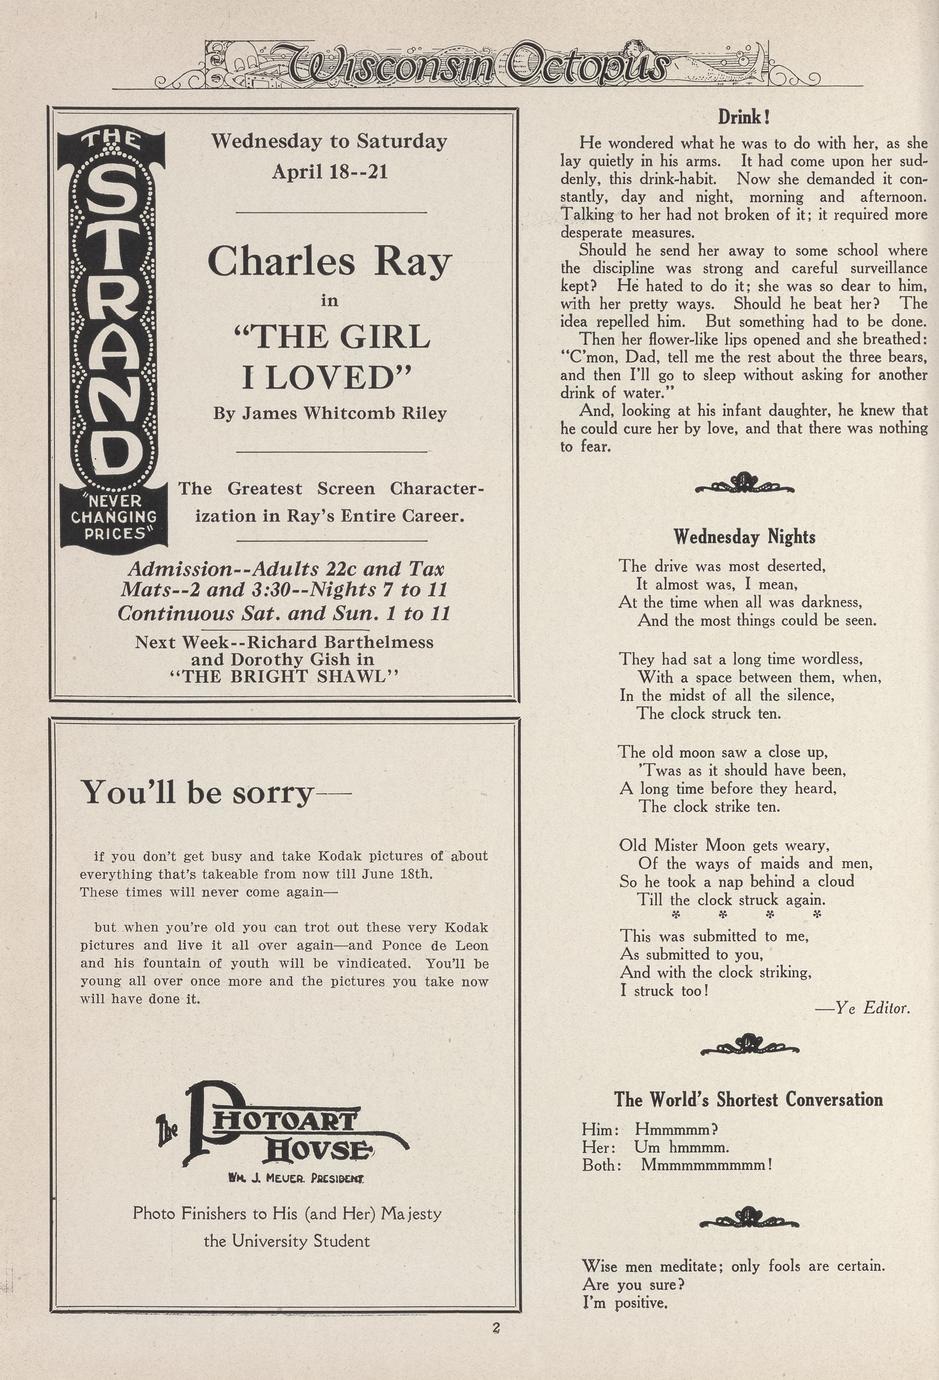 Wisconsin Octopus
THE
STRAND
"NEVER
CHANGING
PRICES"
Wednesday to Saturday
April 18--21
Charles Ray
in
“THE GIRL
I LOVED”
By James Whitcomb Riley
The Greatest Screen Character-
ization in Ray's Entire Career.
Admission--Adults 22c and Tax
Mats--2 and 3:30--Nights 7 to 11
Continuous Sat. and Sun. 1 to 11
Next Week--Richard Barthelmess
and Dorothy Gish in
“THE BRIGHT SHAWL”
You'll be sorry—
if you don't get busy and take Kodak pictures of about
everything that's takeable from now till June 18th.
These times will never come again—
but when you're old you can trot out these very Kodak
pictures and live it all over again—and Ponce de Leon
and his fountain of youth will be vindicated. You'll be
young all over once more and the pictures you take now
will have done it.
The PHOTOART
HOVSE
WM. J. MEUER. PRESIDENT.
Photo Finishers to His (and Her) Majesty
the University Student
Drink!
He wondered what he was to do with her, as she
lay quietly in his arms. It had come upon her sud-
denly, this drink-habit. Now she demanded it con-
stantly, day and night, morning and afternoon.
Talking to her had not broken of it; it required more
desperate measures.
Should he send her away to some school where
the discipline was strong and careful surveillance
kept? He hated to do it; she was so dear to him,
with her pretty ways. Should he beat her? The
idea repelled him. But something had to be done.
Then her flower-like lips opened and she breathed:
“C'mon, Dad, tell me the rest about the three bears,
and then I'll go to sleep without asking for another
drink of water.”
And, looking at his infant daughter, he knew that
he could cure her by love, and that there was nothing
to fear.
Wednesday Nights
The drive was most deserted,
It almost was, I mean,
At the time when all was darkness,
And the most things could be seen.
They had sat a long time wordless,
With a space between them, when,
In the midst of all the silence,
The clock struck ten.
The old moon saw a close up,
'Twas as it should have been,
A long time before they heard,
The clock strike ten.
Old Mister Moon gets weary,
Of the ways of maids and men,
So he took a nap behind a cloud
Till the clock struck again.
* * * *
This was submitted to me,
As submitted to you,
And with the clock striking,
I struck too!
—Ye Editor.
The World's Shortest Conversation
Him: Hmmmmm?
Her: Um hmmmm.
Both: Mmmmmmmmmm!
Wise men meditate; only fools are certain.
Are you sure?
I'm positive.
2